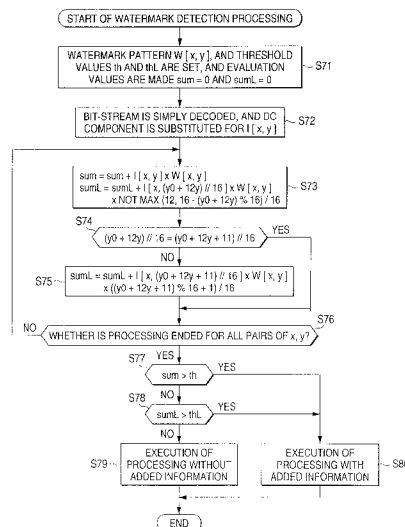 START OF WATERMARK DETECTION PROCESSING
WATERMARK PATTERN W [ x, y ], AND THRESHOLD
VALUES th and thL ARE SET, AND EVALUATION
VALUES ARE MADE sum = 0 AND sumL = 0
S71
BIT-STREAM IS SIMPLY DECODED, AND DC
COMPONENT IS SUBSTITUTED FOR I [ x, y ]
S72
sum = sum + I [ x, y ] x W [ x, y ]
sumL = sumL + I [ x, (y0 + 12y) // 16 ] x W [ x, y ]
x NOT MAX (12, 16 - (y0 + 12y) % 16) / 16
S73
S74
(y0 + 12y) // 16 = (y0 + 12y + 11) // 16
YES
NO
S75
sumL = sumL + I [ x, (y0 + 12y + 11) // 16 ] x W [ x, y ]
x ((y0 + 12y + 11) % 16 + 1) / 16
S76
NO
WHETHER IS PROCESSING ENDED FOR ALL PAIRS OF x, y?
YES
S77
sum > th
YES
NO
S78
sumL > thL
YES
NO
S79
EXECUTION OF
PROCESSING WITHOUT
ADDED INFORMATION
EXECUTION OF
PROCESSING WITH
ADDED INFORMATION
END